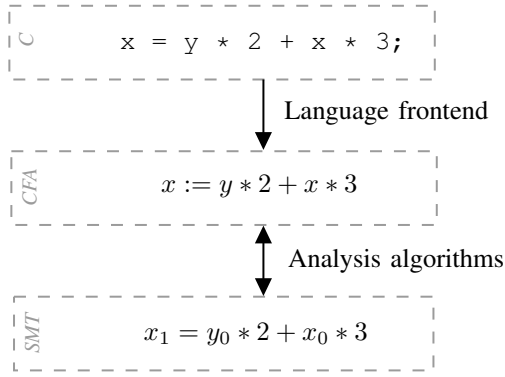 C
x = y * 2 + x * 3;
Language frontend
CFA
x := y ∗ 2 + x ∗ 3
Analysis algorithms
SMT
x₁ = y₀ ∗ 2 + x₀ ∗ 3